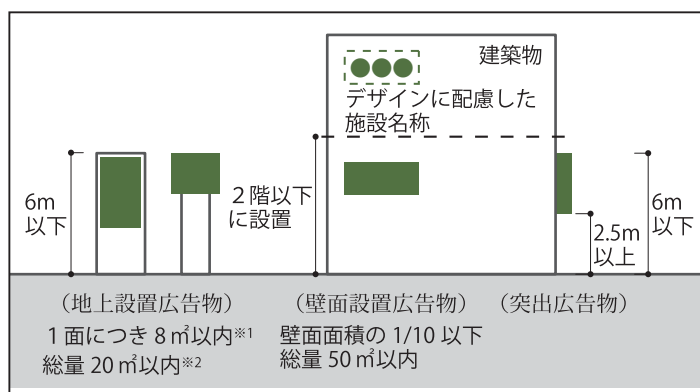 建築物
デザインに配慮した
施設名称
6m
以下
２階以下
に設置
2.5m
以上
6m
以下
（地上設置広告物）
１面につき 8 ㎡以内※1
総量 20 ㎡以内※2
（壁面設置広告物）
壁面面積の 1/10 以下
総量 50 ㎡以内
（突出広告物）